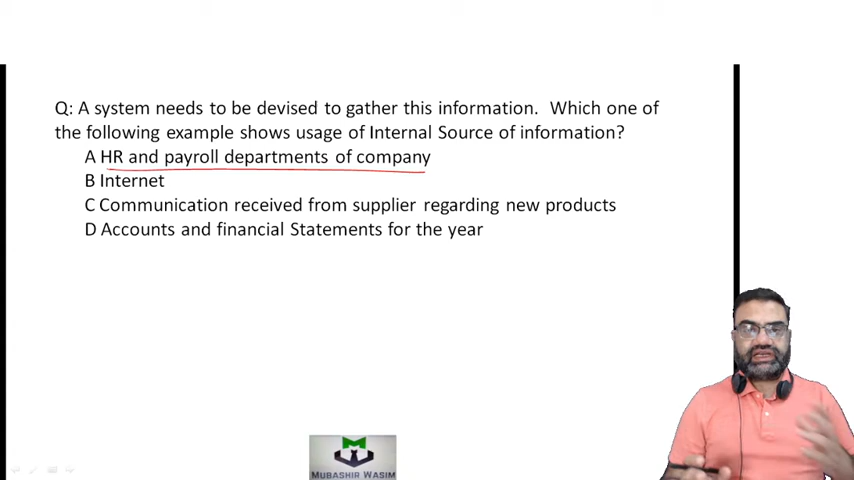 Q: A system needs to be devised to gather this information. Which one of
the following example shows usage of Internal Source of information?
A HR and payroll departments of company
B Internet
C Communication received from supplier regarding new products
D Accounts and financial Statements for the year
MUBASHIR WASIM